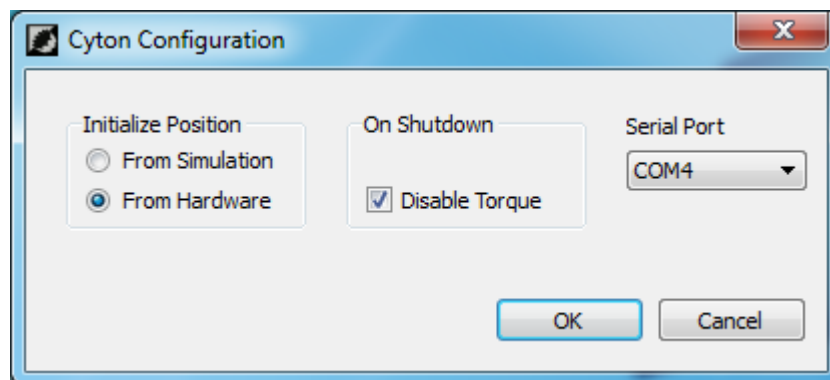 Cyton Configuration
Initialize Position
From Simulation
From Hardware
On Shutdown
Disable Torque
Serial Port
COM4
OK
Cancel